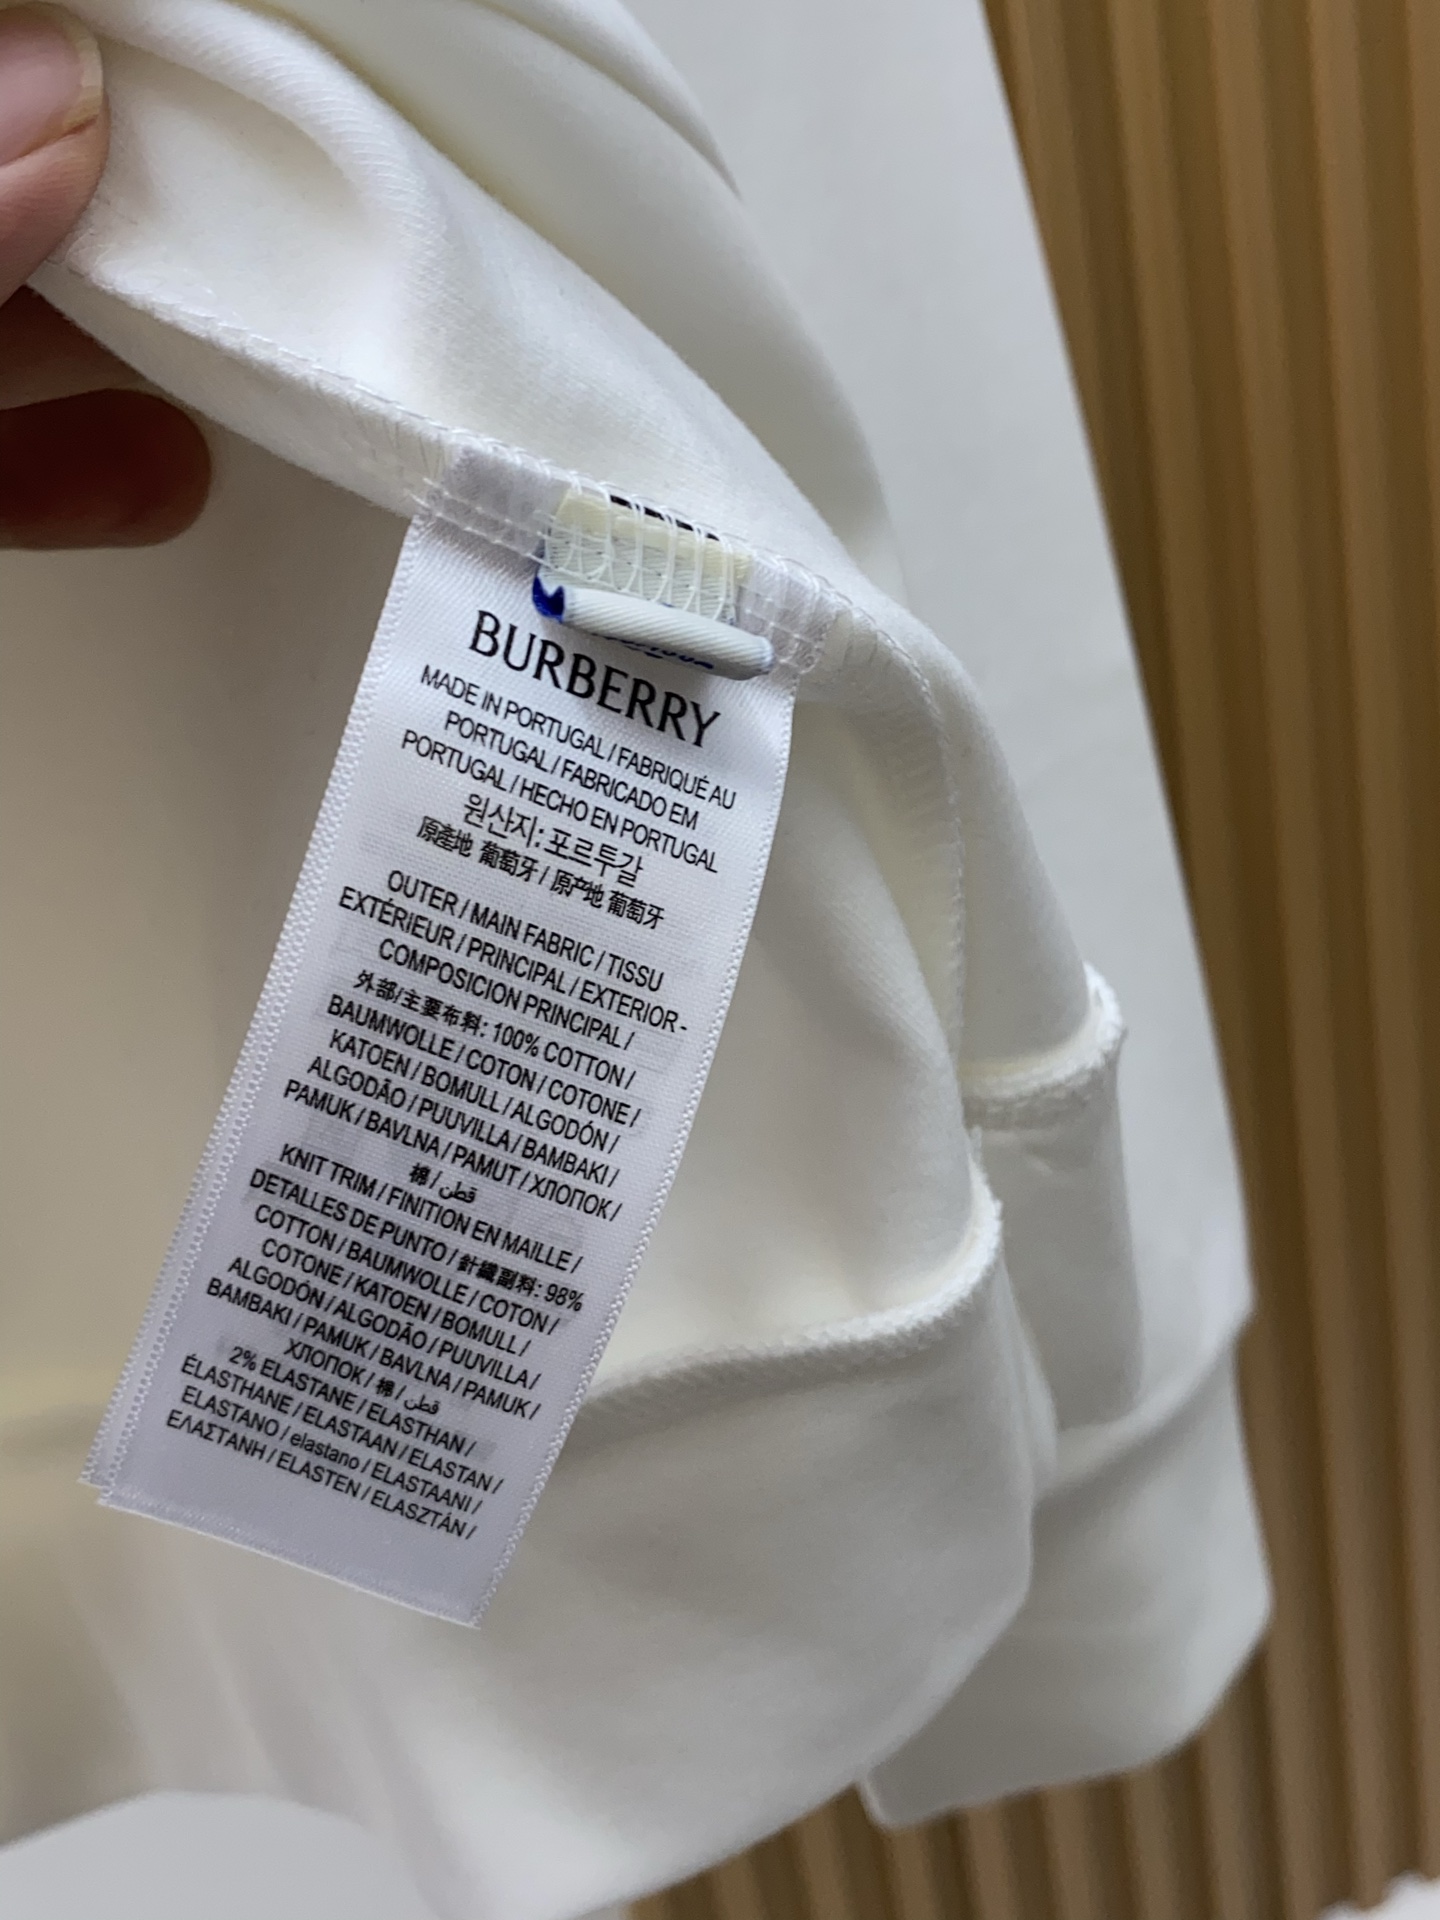 BURBERRY
MADE IN PORTUGAL / FABRIQUÉ AU
PORTUGAL / FABRICADO EM
PORTUGAL / HECHO EN PORTUGAL
원산지: 포르투갈
原產地 葡萄牙 / 原产地 葡萄牙
OUTER / MAIN FABRIC / TISSU
EXTÉRIEUR / PRINCIPAL / EXTERIOR -
COMPOSICION PRINCIPAL /
外部/主要布料: 100% COTTON /
BAUMWOLLE / COTON / COTONE /
KATOEN / BOMULL / ALGODÓN /
ALGODÃO / PUUVILLA / BAMBAKI /
PAMUK / BAVLNA / PAMUT / ХЛОПОК /
棉 / قطن
KNIT TRIM / FINITION EN MAILLE /
DETALLES DE PUNTO / 針織副料: 98%
COTTON / BAUMWOLLE / COTON /
COTONE / KATOEN / BOMULL /
ALGODÓN / ALGODÃO / PUUVILLA /
BAMBAKI / PAMUK / BAVLNA / PAMUK /
ХЛОПОК / 棉 / قطن
2% ELASTANE / ELASTHAN /
ÉLASTHANE / ELASTAAN / ELASTAN /
ELASTANO / elastano / ELASTAANI /
ΕΛΑΣΤΑΝΗ / ELASTEN / ELASZTÁN /